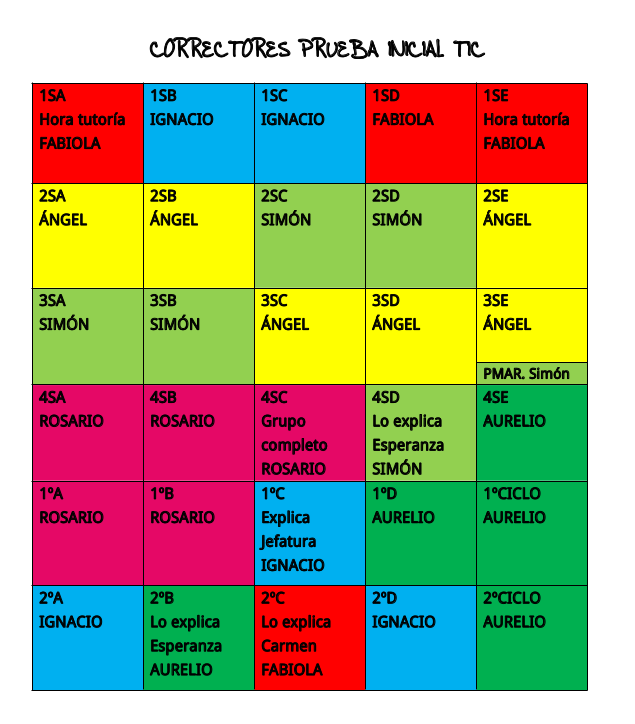 CORRECTORES PRUEBA INICIAL TIC
1SA
Hora tutoría
FABIOLA
1SB
IGNACIO
1SC
IGNACIO
1SD
FABIOLA
1SE
Hora tutoría
FABIOLA
2SA
ÁNGEL
2SB
ÁNGEL
2SC
SIMÓN
2SD
SIMÓN
2SE
ÁNGEL
3SA
SIMÓN
3SB
SIMÓN
3SC
ÁNGEL
3SD
ÁNGEL
3SE
ÁNGEL
PMAR. Simón
4SA
ROSARIO
4SB
ROSARIO
4SC
Grupo
completo
ROSARIO
4SD
Lo explica
Esperanza
SIMÓN
4SE
AURELIO
1ºA
ROSARIO
1ºB
ROSARIO
1ºC
Explica
Jefatura
IGNACIO
1ºD
AURELIO
1ºCICLO
AURELIO
2ºA
IGNACIO
2ºB
Lo explica
Esperanza
AURELIO
2ºC
Lo explica
Carmen
FABIOLA
2ºD
IGNACIO
2ºCICLO
AURELIO